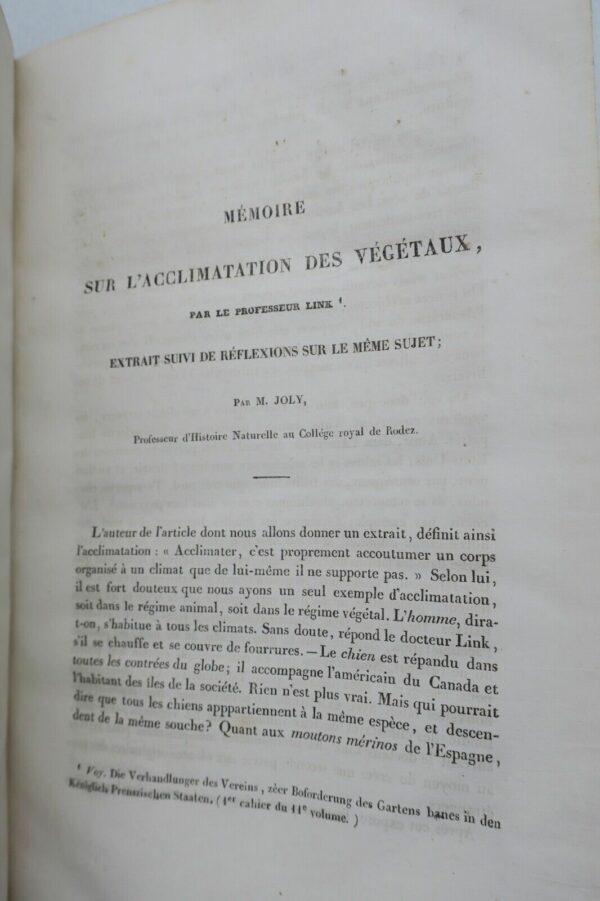 MÉMOIRE
SUR L'ACCLIMATATION DES VÉGÉTAUX,
PAR LE PROFESSEUR LINK ¹.
EXTRAIT SUIVI DE RÉFLEXIONS SUR LE MÊME SUJET;
PAR M. JOLY,
Professeur d'Histoire Naturelle au Collége royal de Rodez.
L'auteur de l'article dont nous allons donner un extrait, définit ainsi
l'acclimatation : « Acclimater, c'est proprement accoutumer un corps
organisé à un climat que de lui-même il ne supporte pas. » Selon lui,
il est fort douteux que nous ayons un seul exemple d'acclimatation,
soit dans le régime animal, soit dans le régime végétal. L'homme, dira-
t-on, s'habitue à tous les climats. Sans doute, répond le docteur Link,
s'il se chauffe et se couvre de fourrures. — Le chien est répandu dans
toutes les contrées du globe; il accompagne l'américain du Canada et
l'habitant des îles de la société. Rien n'est plus vrai. Mais qui pourrait
dire que tous les chiens apppartiennent à la même espèce, et descen-
dent de la même souche? Quant aux moutons mérinos de l'Espagne,
¹ Voy. Die Verhandlunger des Vereins, zëer Boforderung des Gartens banes in den
Königlich Prenzrischen Staaten. (1er cahier du 11e volume.)